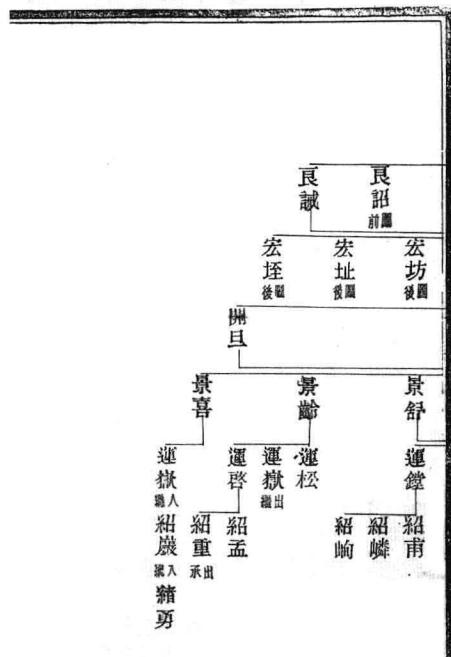 良詔 圖前
良誠
宏坊 圖後
宏址 圖後
宏垤 圖後
開旦
景舒
景齡
景喜
運鏜
運松
運嶽 出繼
運啓
運嶽 入繼
紹甫
紹嶙
紹峋
紹孟
紹重 出承
紹巖 入承
緒勇